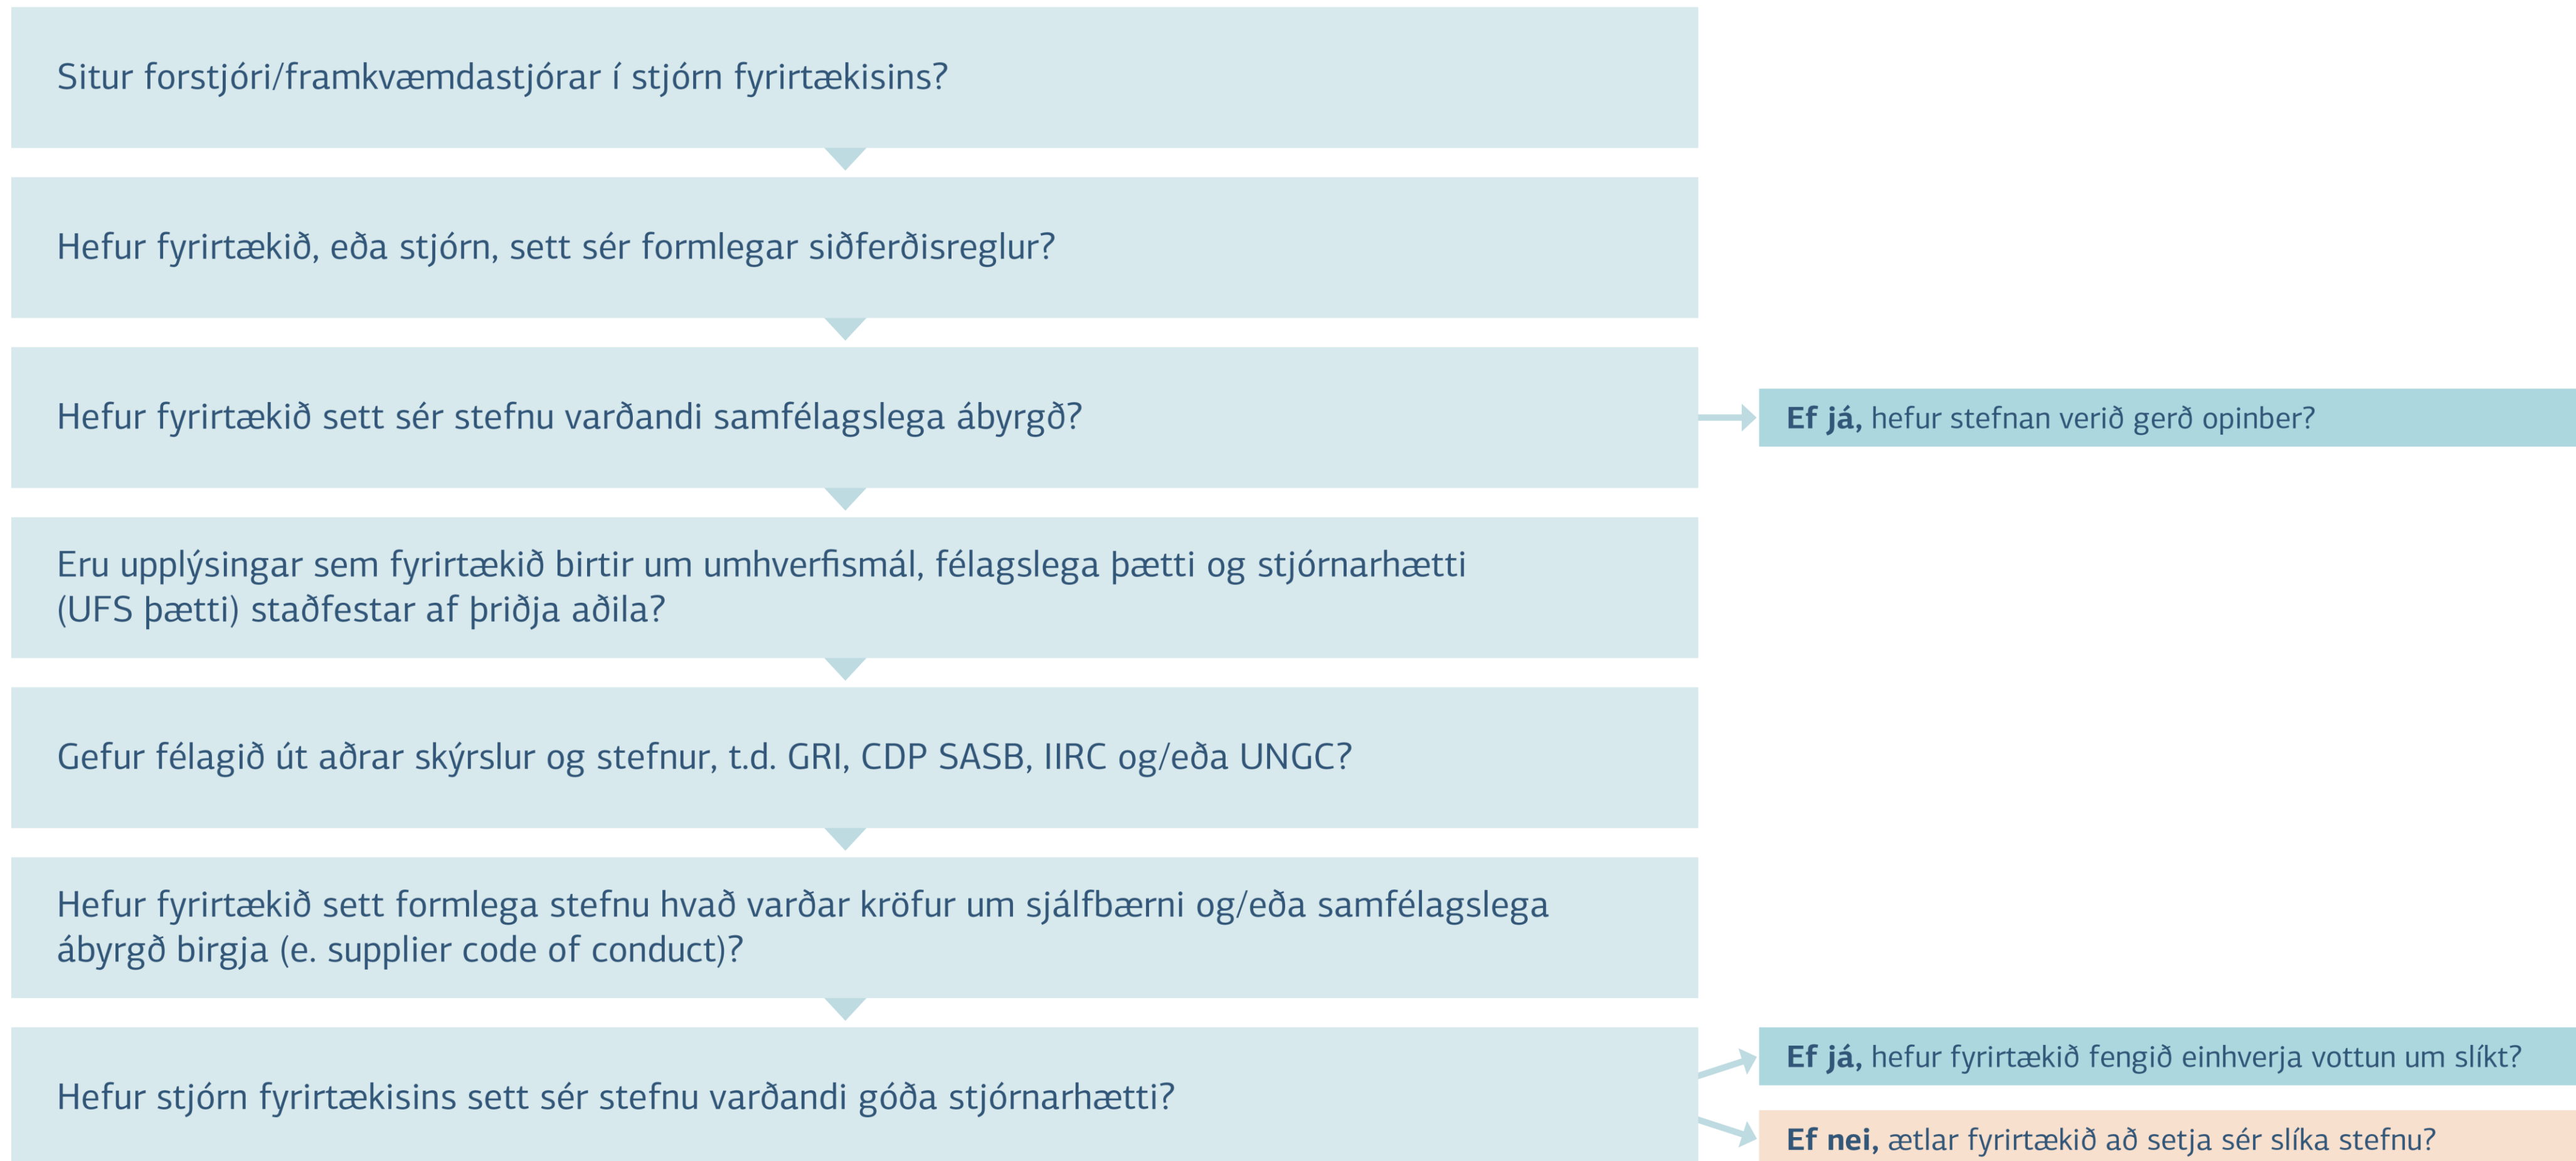 Situr forstjóri/framkvæmdastjórar í stjórn fyrirtækisins?
Hefur fyrirtækið, eða stjórn, sett sér formlegar siðferðisreglur?
Hefur fyrirtækið sett sér stefnu varðandi samfélagslega ábyrgð?
Ef já, hefur stefnan verið gerð opinber?
Eru upplýsingar sem fyrirtækið birtir um umhverfismál, félagslega þætti og stjórnarhætti
(UFS þætti) staðfestar af þriðja aðila?
Gefur félagið út aðrar skýrslur og stefnur, t.d. GRI, CDP SASB, IIRC og/eða UNGC?
Hefur fyrirtækið sett formlega stefnu hvað varðar kröfur um sjálfbærni og/eða samfélagslega
ábyrgð birgja (e. supplier code of conduct)?
Hefur stjórn fyrirtækisins sett sér stefnu varðandi góða stjórnarhætti?
Ef já, hefur fyrirtækið fengið einhverja vottun um slíkt?
Ef nei, ætlar fyrirtækið að setja sér slíka stefnu?